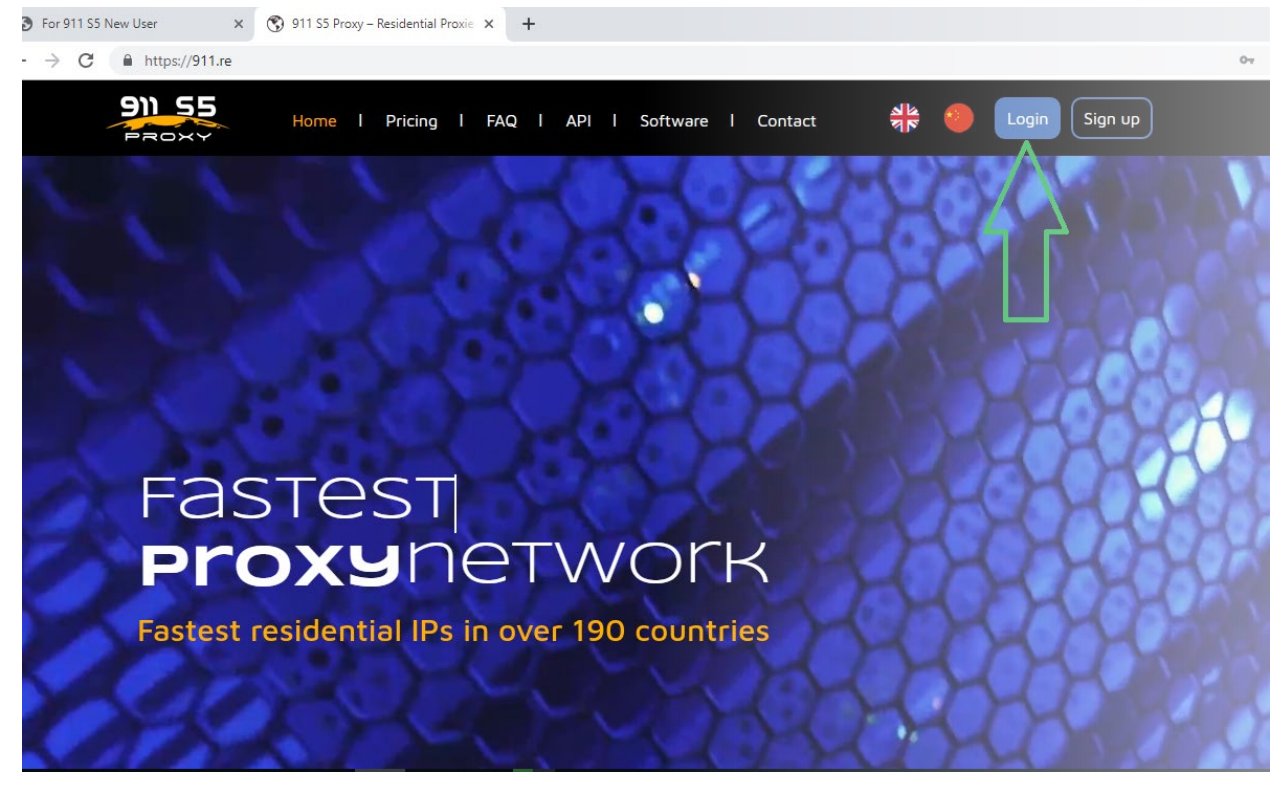 For 911 S5 New User
911 S5 Proxy – Residential Proxie
https://911.re
911 S5
PROXY
Home | Pricing | FAQ | API | Software | Contact
Login
Sign up
Fastest
proxynetwork
Fastest residential IPs in over 190 countries